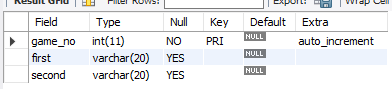 Result Grid Filter Rows: Export: Wrap Cell
Field Type Null Key Default Extra
game_no int(11) NO PRI NULL auto_increment
first varchar(20) YES NULL
second varchar(20) YES NULL